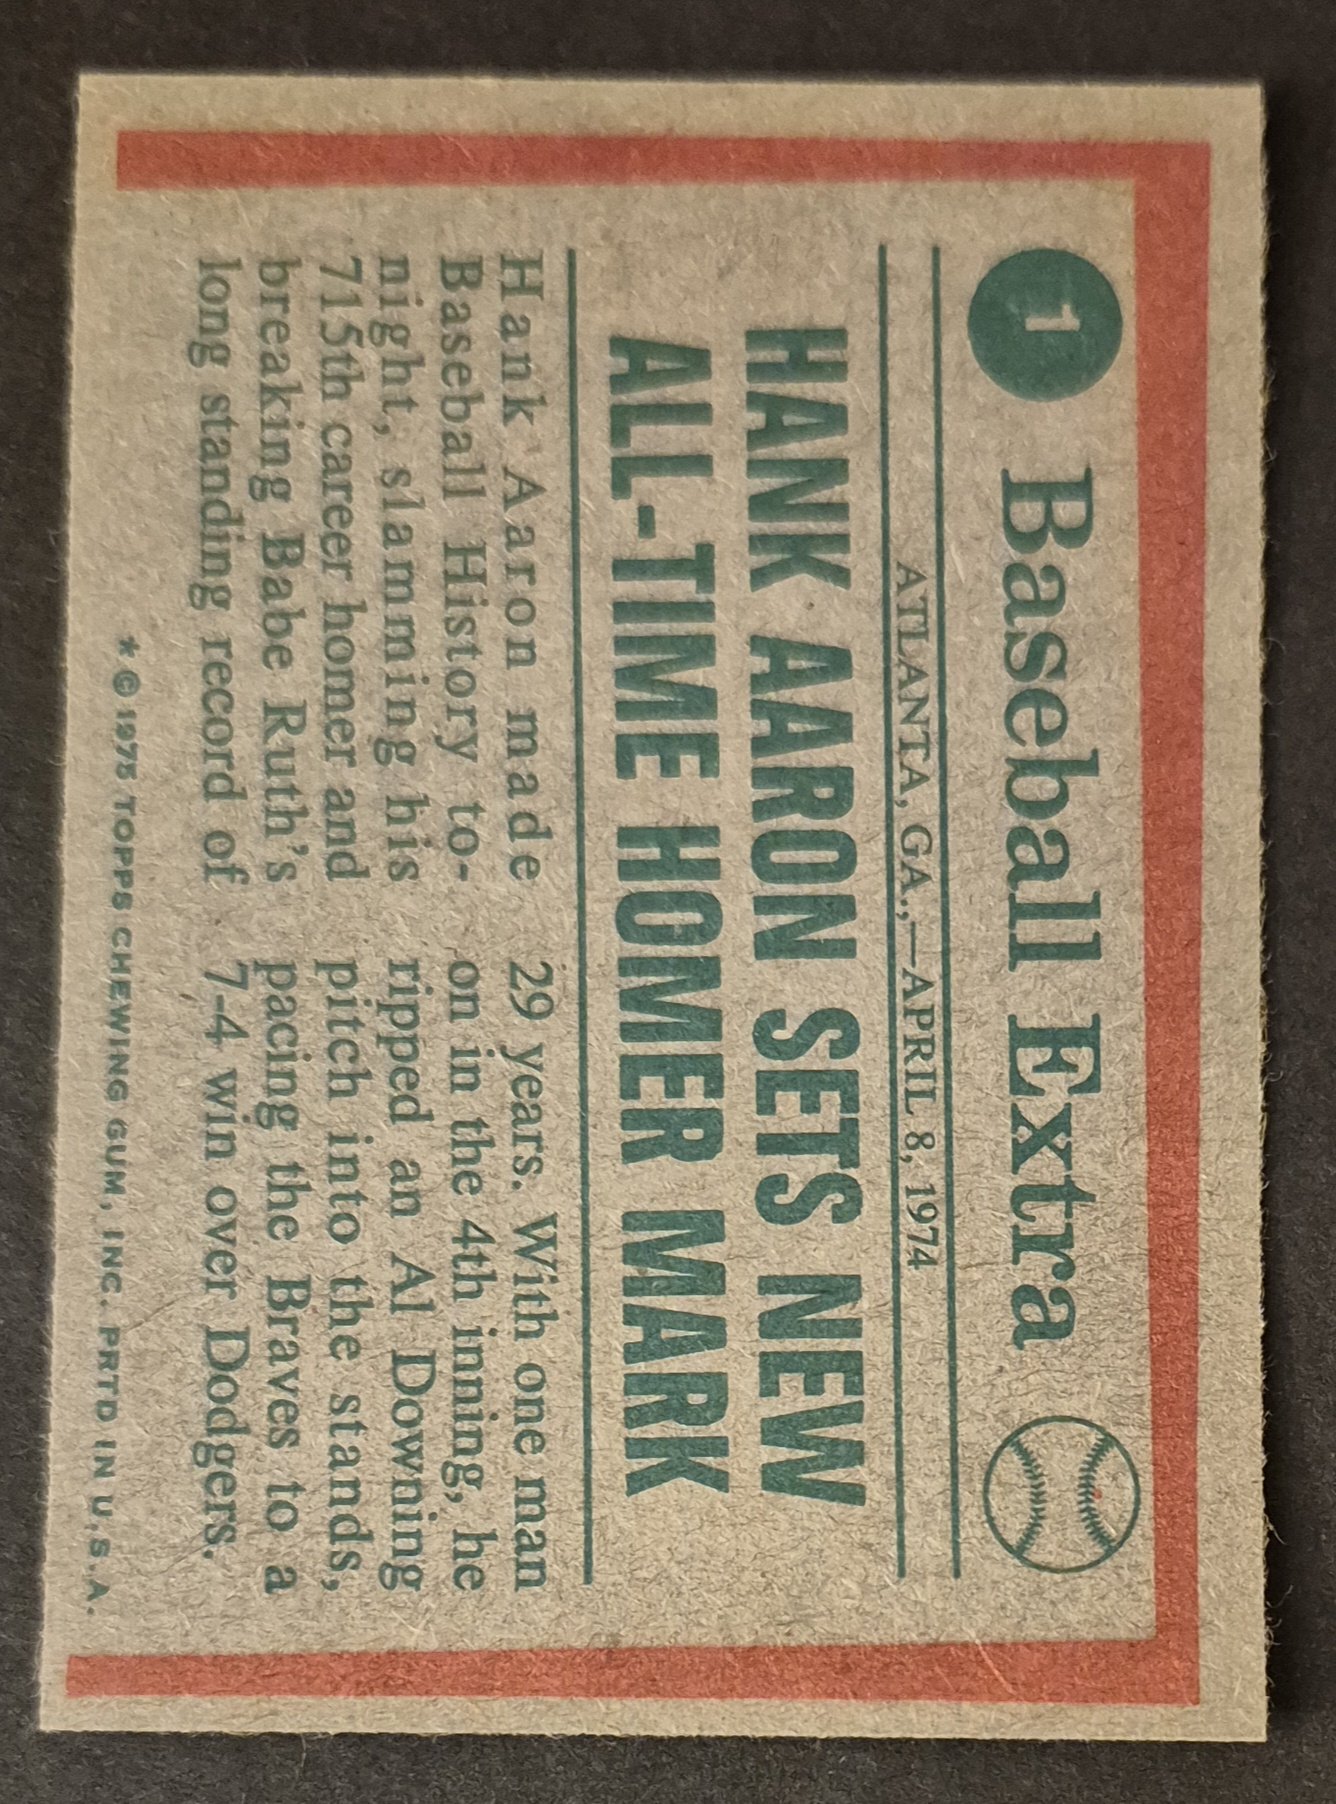 1 Baseball Extra
ATLANTA, GA.,—APRIL 8, 1974
HANK AARON SETS NEW
ALL-TIME HOMER MARK
Hank Aaron made
Baseball History to-
night, slamming his
715th career homer and
breaking Babe Ruth's
long standing record of
29 years. With one man
on in the 4th inning, he
ripped an Al Downing
pitch into the stands,
pacing the Braves to a
7-4 win over Dodgers.
* © 1975 TOPPS CHEWING GUM, INC. PRTD IN U.S.A.